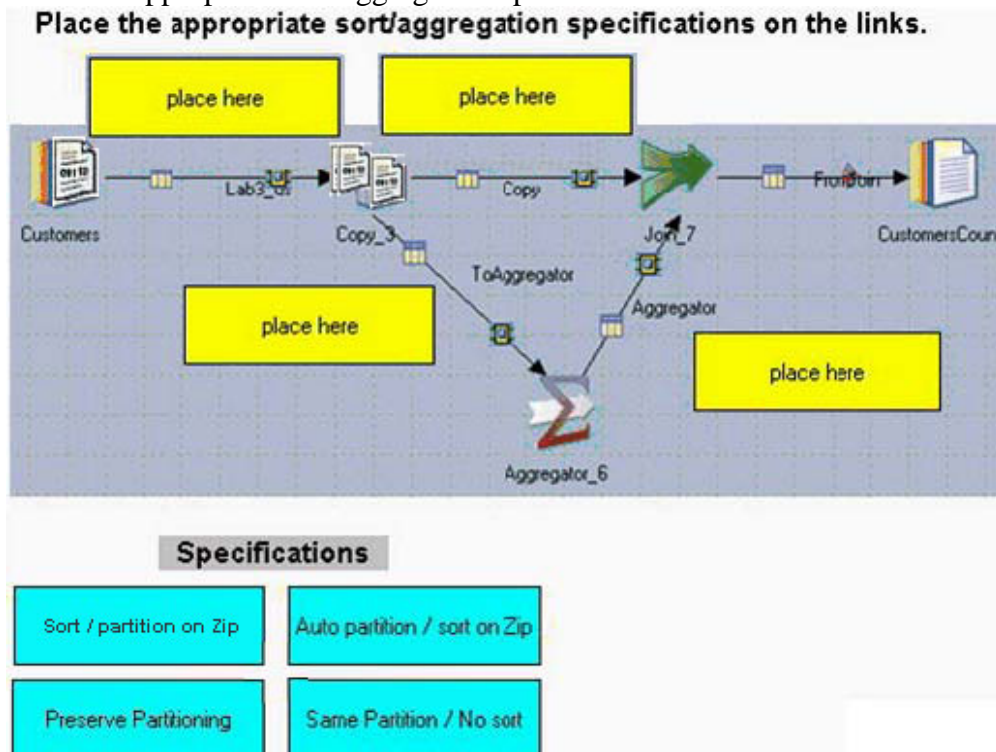 Place the appropriate sort/aggregation specifications on the links.
place here
place here
Customers
Copy_3
Copy
Join_7
CustomersCoun
ToAggregator
place here
Aggregator
place here
Aggregator_6
Specifications
Sort / partition on Zip
Auto partition / sort on Zip
Preserve Partitioning
Same Partition / No sort